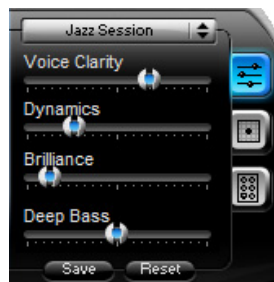 Jazz Session
Voice Clarity
Dynamics
Brilliance
Deep Bass
Save Reset